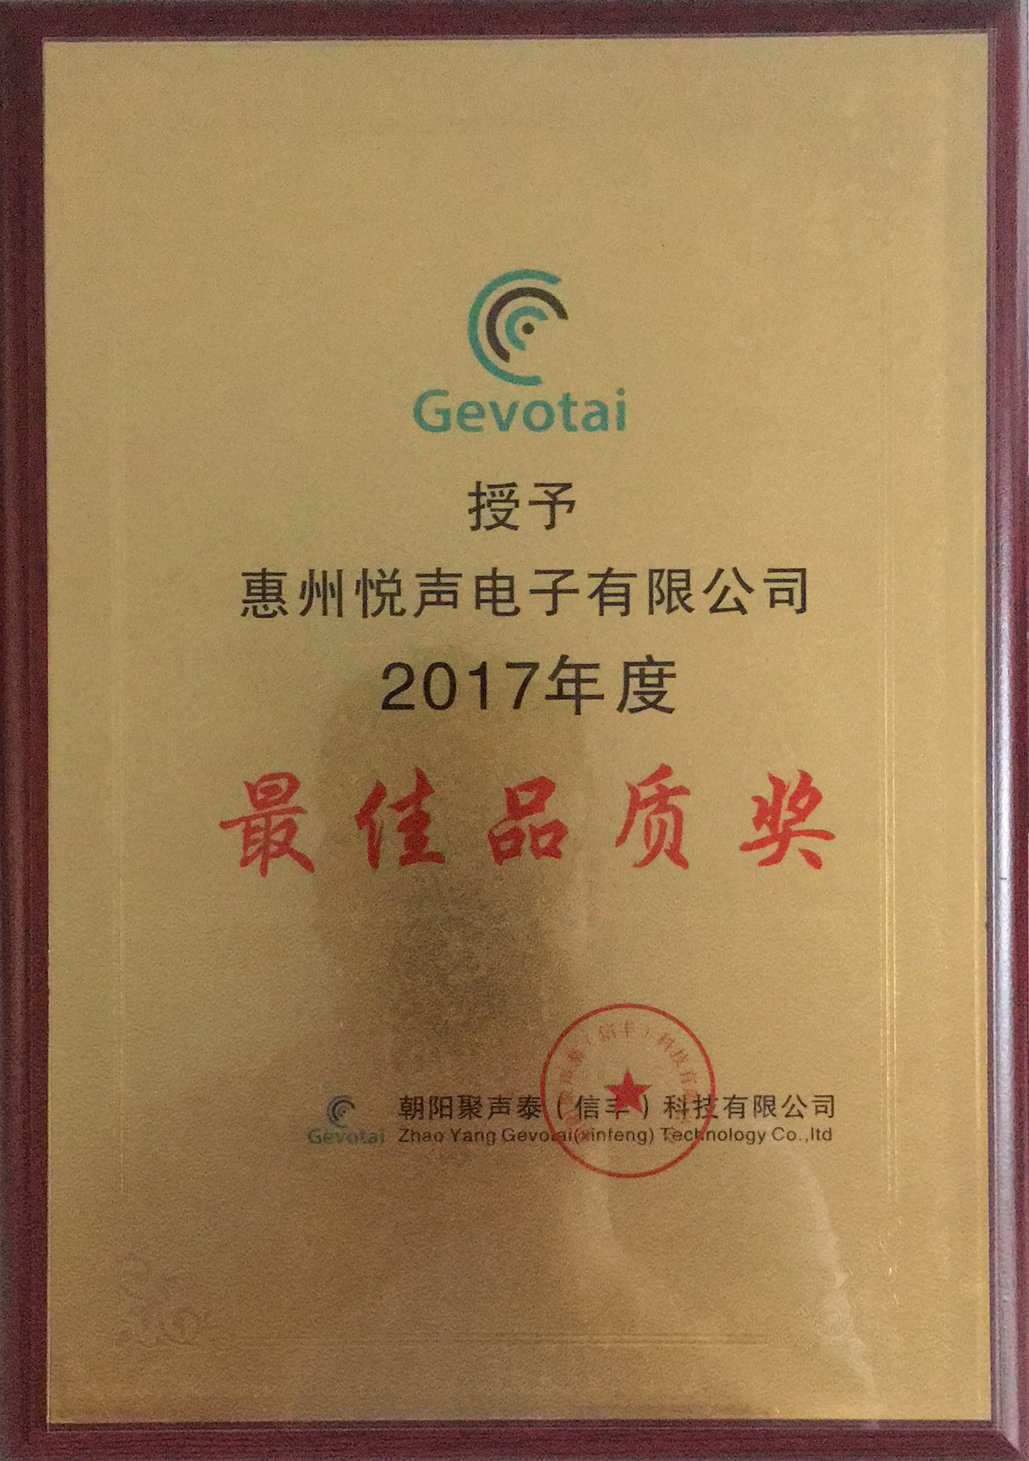 Gevotai
授予
惠州悦声电子有限公司
2017年度
最佳品质奖
Gevotai
朝阳聚声泰(信丰)科技有限公司
Zhao Yang Gevotai(xinfeng) Technology Co.,ltd